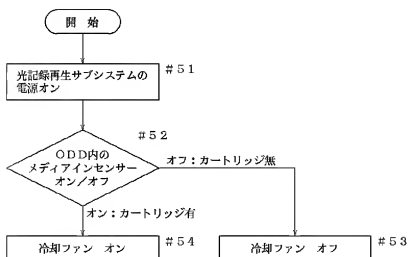 開 始
光記録再生サブシステムの
電源オン
#51
ODD内の
メディアインセンサー
オン/オフ
#52
オフ:カートリッジ無
オン:カートリッジ有
冷却ファン オン
#54
冷却ファン オフ
#53